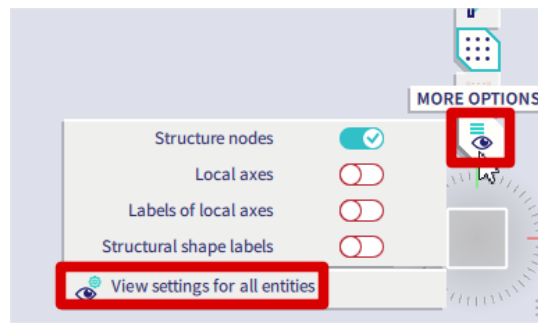 MORE OPTIONS
Structure nodes
Local axes
Labels of local axes
Structural shape labels
View settings for all entities